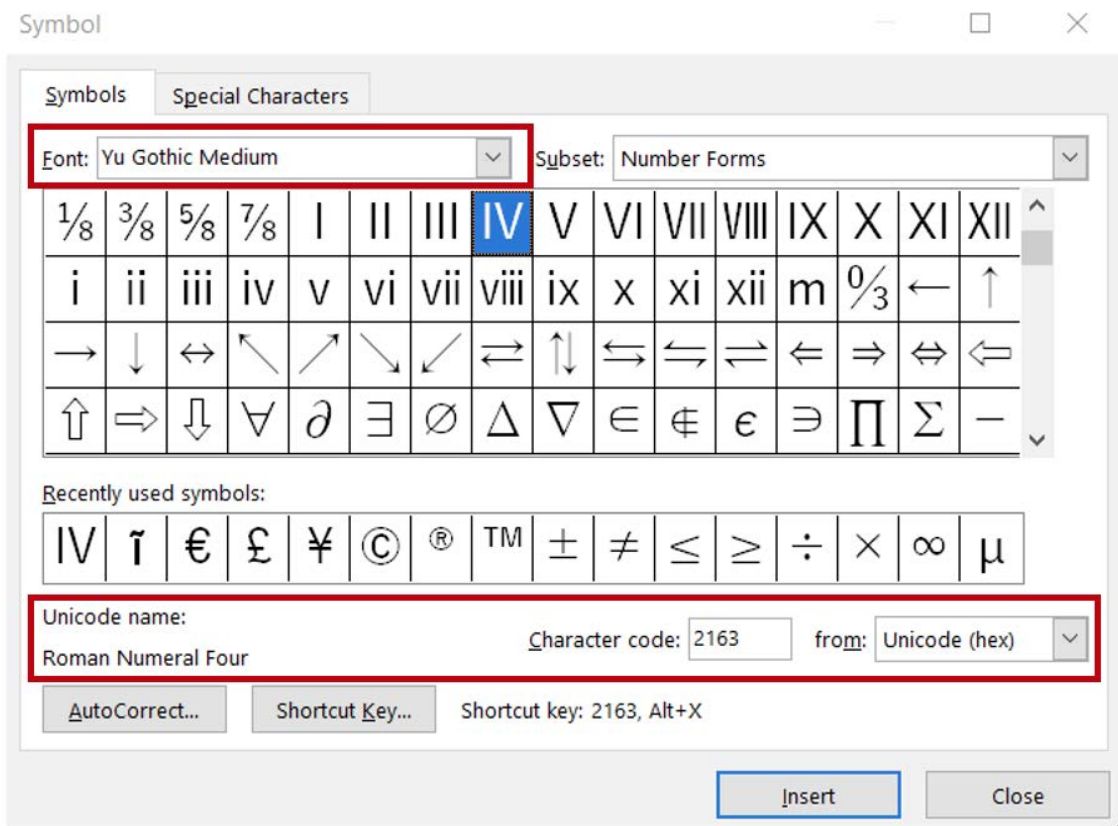 Symbol
Symbols Special Characters
Font: Yu Gothic Medium Subset: Number Forms
⅛ ⅜ ⅝ ⅞ Ⅰ Ⅱ Ⅲ Ⅳ Ⅴ Ⅵ Ⅶ Ⅷ Ⅸ Ⅹ Ⅺ Ⅻ
ⅰ ⅱ ⅲ ⅳ ⅴ ⅵ ⅶ ⅷ ⅸ ⅹ ⅺ ⅻ ⅿ ↉ ← ↑
→ ↓ ↔ ↖ ↗ ↘ ↙ ⇄ ⇅ ⇆ ⇋ ⇌ ⇐ ⇒ ⇔ ⇦
⇧ ⇨ ⇩ ∀ ∂ ∃ ∅ ∆ ∇ ∈ ∉ ∊ ∋ ∏ ∑ −
Recently used symbols:
Ⅳ ῖ € £ ¥ © ® ™ ± ≠ ≤ ≥ ÷ × ∞ µ
Unicode name:
Roman Numeral Four Character code: 2163 from: Unicode (hex)
AutoCorrect... Shortcut Key... Shortcut key: 2163, Alt+X
Insert Close